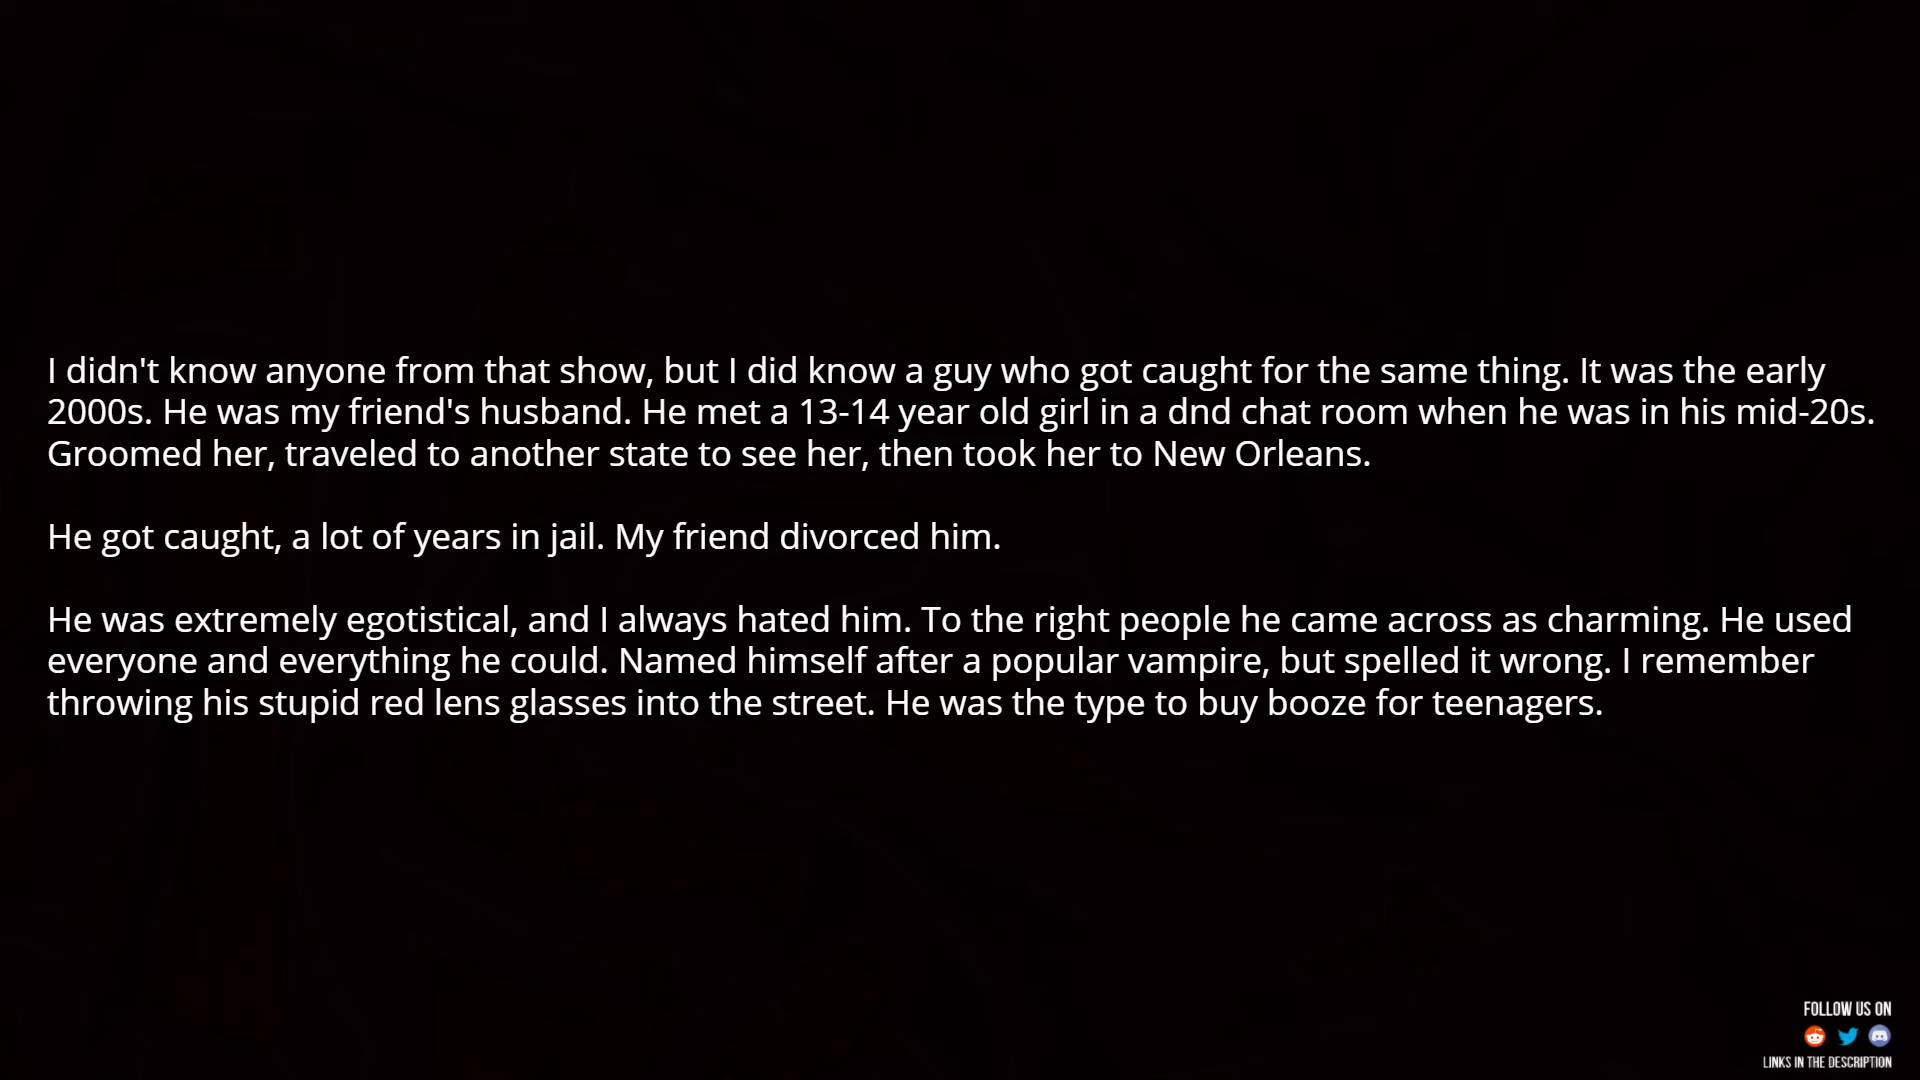 I didn't know anyone from that show, but I did know a guy who got caught for the same thing. It was the early
2000s. He was my friend's husband. He met a 13-14 year old girl in a dnd chat room when he was in his mid-20s.
Groomed her, traveled to another state to see her, then took her to New Orleans.
He got caught, a lot of years in jail. My friend divorced him.
He was extremely egotistical, and I always hated him. To the right people he came across as charming. He used
everyone and everything he could. Named himself after a popular vampire, but spelled it wrong. I remember
throwing his stupid red lens glasses into the street. He was the type to buy booze for teenagers.
FOLLOW US ON
LINKS IN THE DESCRIPTION